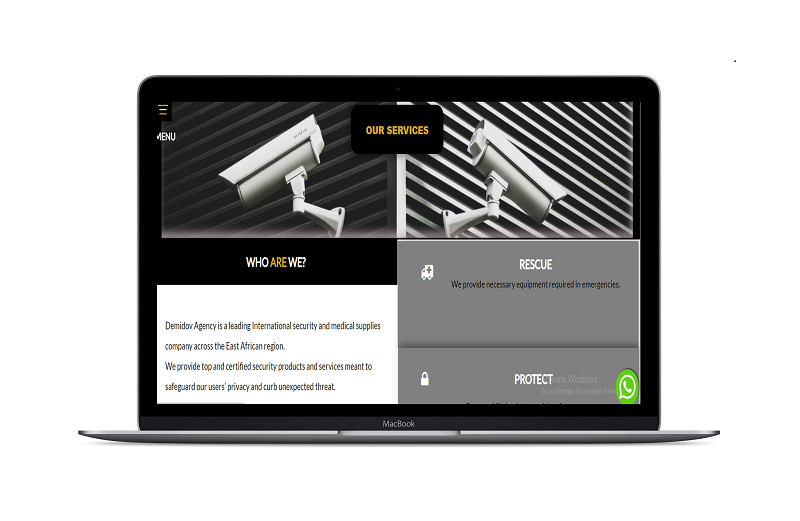 MENU
OUR SERVICES
WHO ARE WE?
Demidov Agency is a leading International security and medical supplies
company across the East African region.
We provide top and certified security products and services meant to
safeguard our users' privacy and curb unexpected threat.
RESCUE
We provide necessary equipment required in emergencies.
PROTECT
Activate Windows
Go to Settings to activate
MacBook